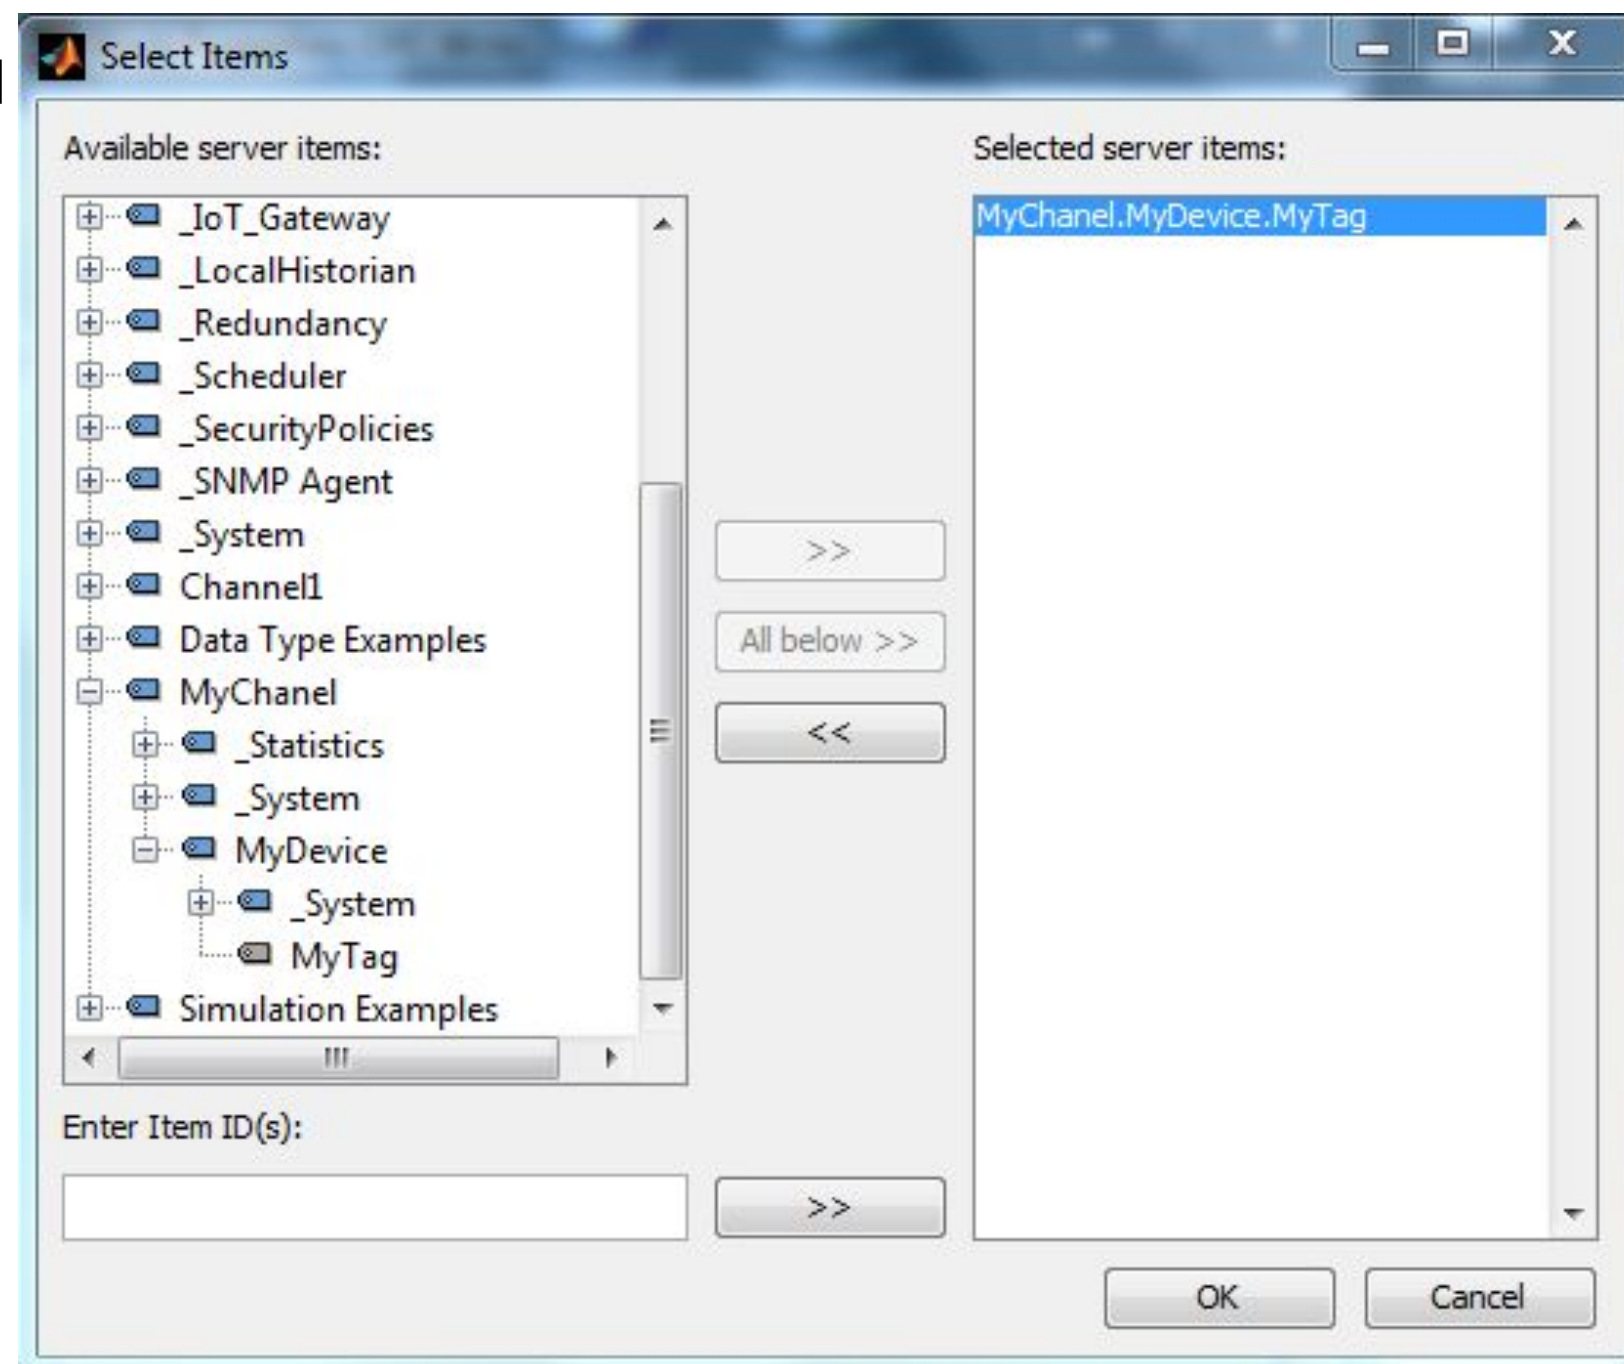 Select Items
Available server items:
_IoT_Gateway
_LocalHistorian
_Redundancy
_Scheduler
_SecurityPolicies
_SNMP Agent
_System
Channel1
Data Type Examples
MyChanel
_Statistics
_System
MyDevice
_System
MyTag
Simulation Examples
Enter Item ID(s):
>>
All below >>
<<
>>
Selected server items:
MyChanel.MyDevice.MyTag
OK
Cancel